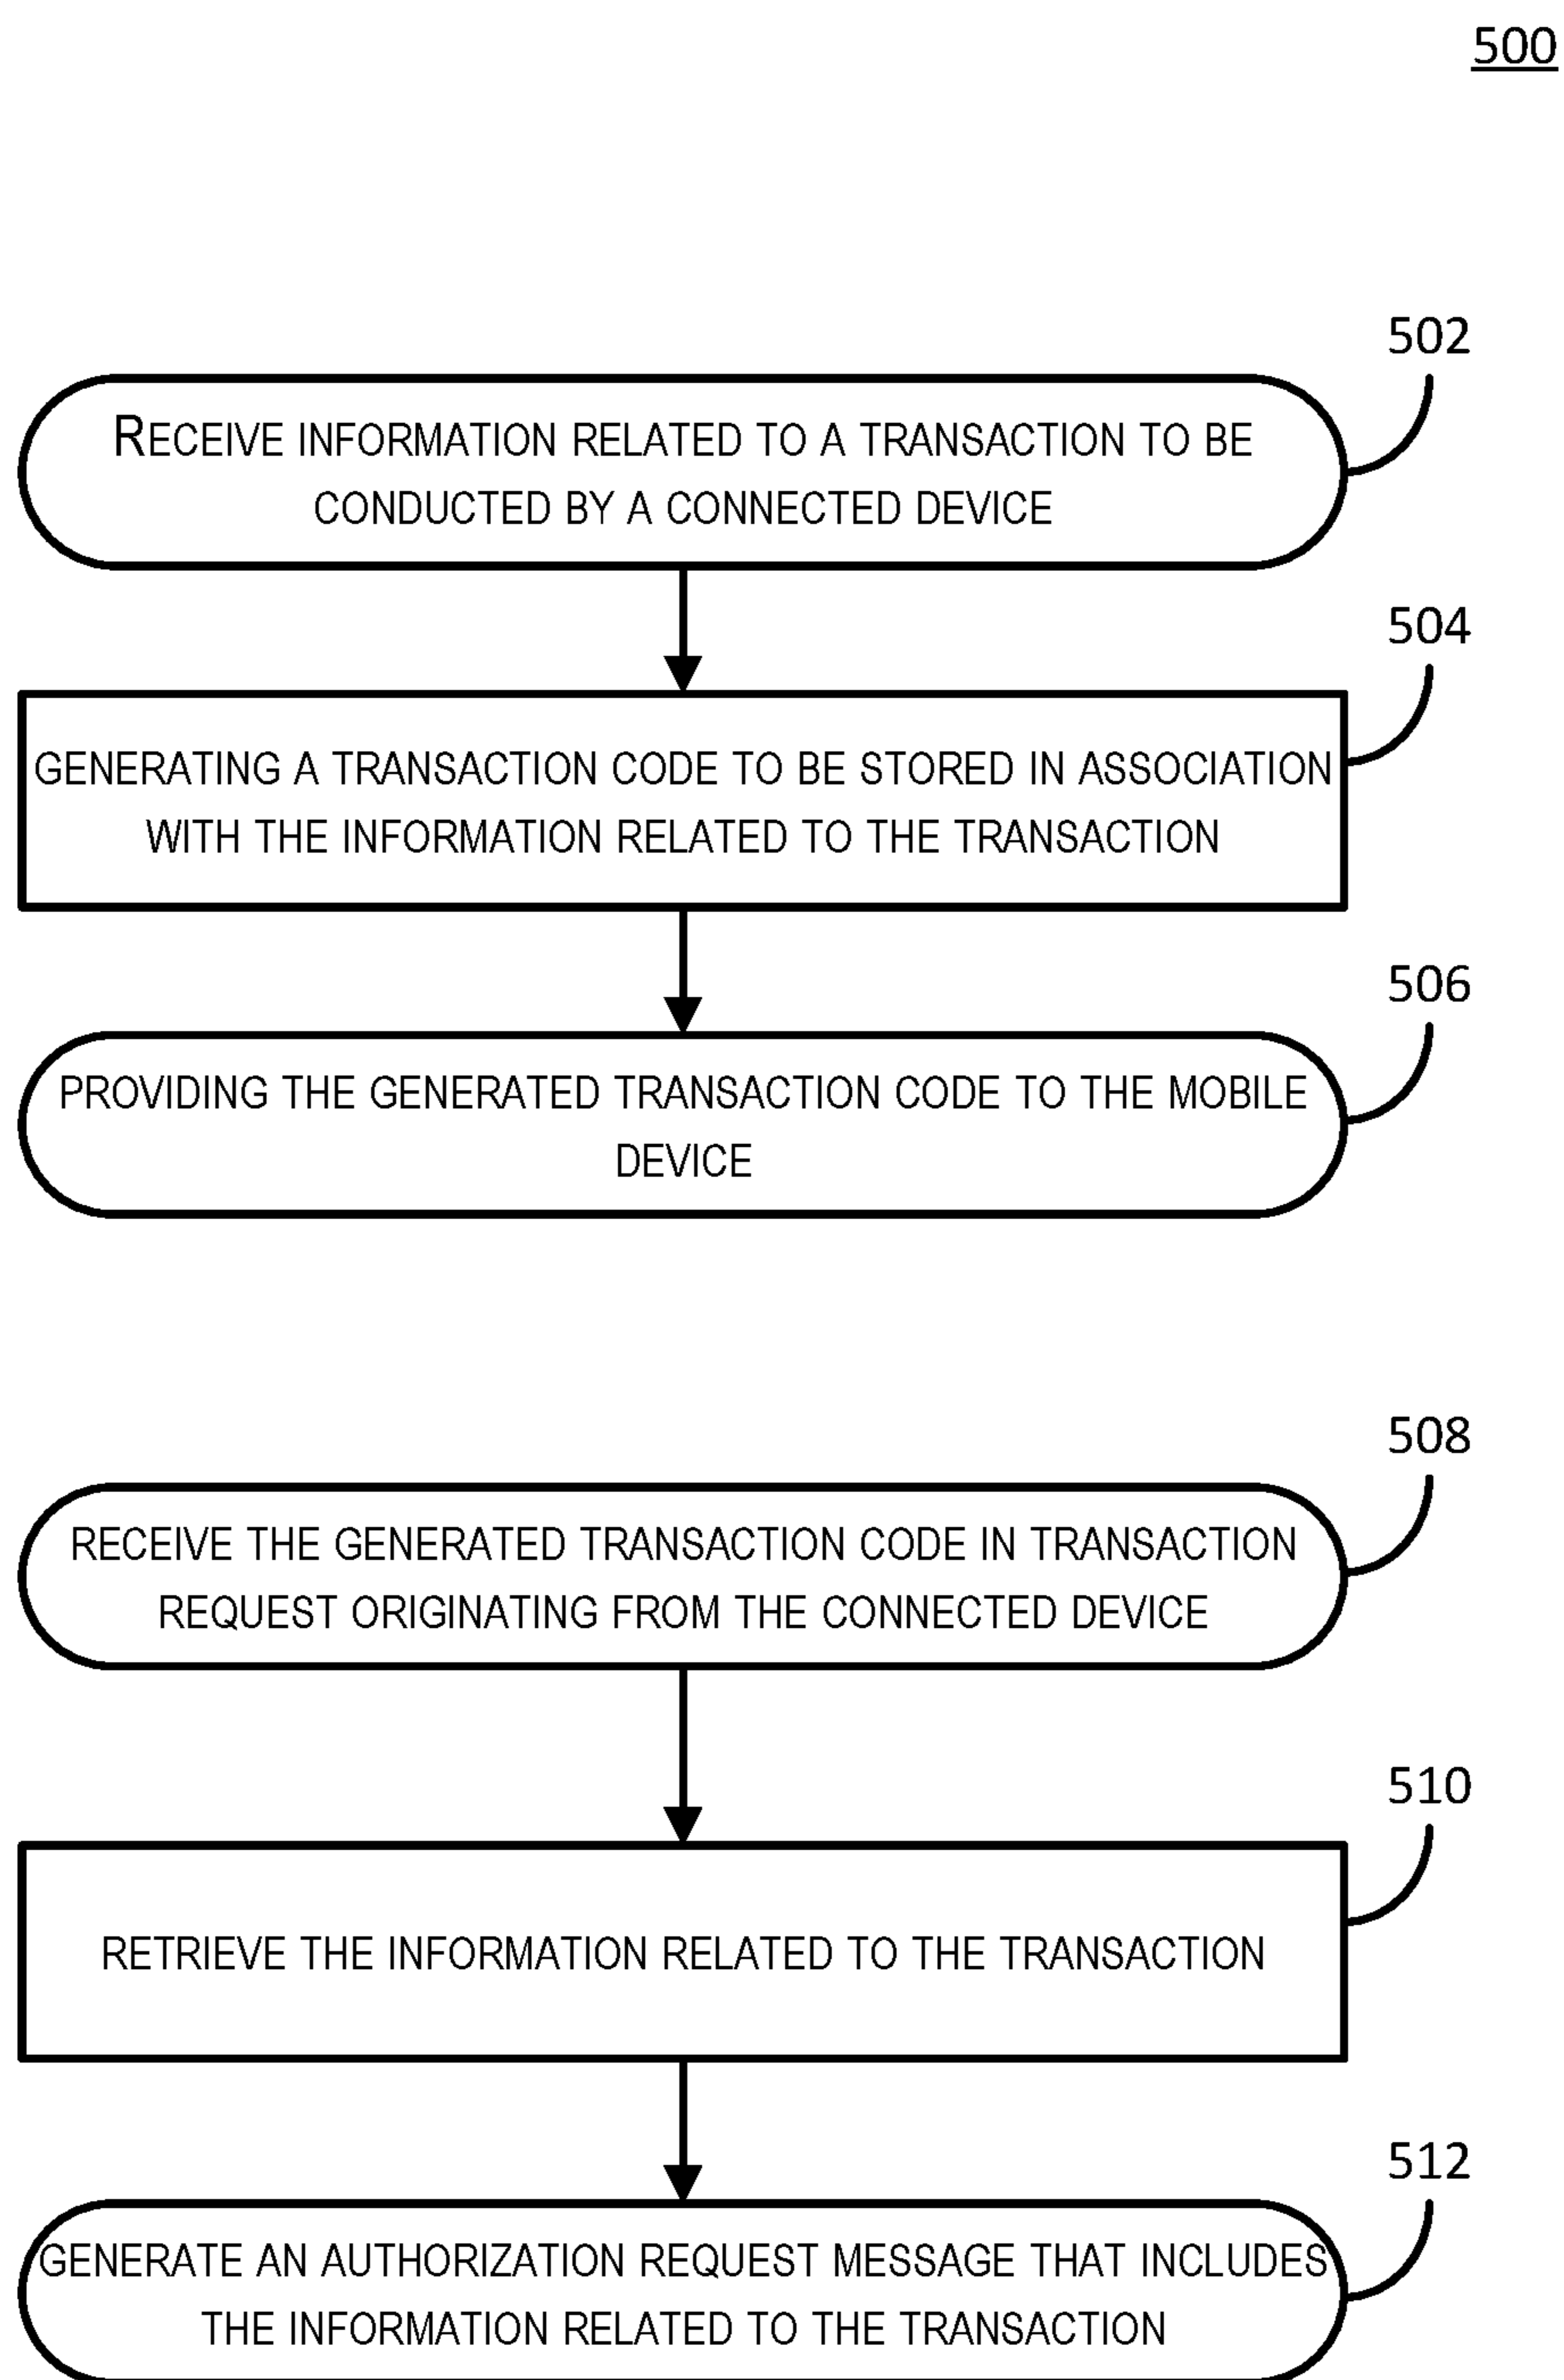 500
502
RECEIVE INFORMATION RELATED TO A TRANSACTION TO BE
CONDUCTED BY A CONNECTED DEVICE
504
GENERATING A TRANSACTION CODE TO BE STORED IN ASSOCIATION
WITH THE INFORMATION RELATED TO THE TRANSACTION
506
PROVIDING THE GENERATED TRANSACTION CODE TO THE MOBILE
DEVICE
508
RECEIVE THE GENERATED TRANSACTION CODE IN TRANSACTION
REQUEST ORIGINATING FROM THE CONNECTED DEVICE
510
RETRIEVE THE INFORMATION RELATED TO THE TRANSACTION
512
GENERATE AN AUTHORIZATION REQUEST MESSAGE THAT INCLUDES
THE INFORMATION RELATED TO THE TRANSACTION